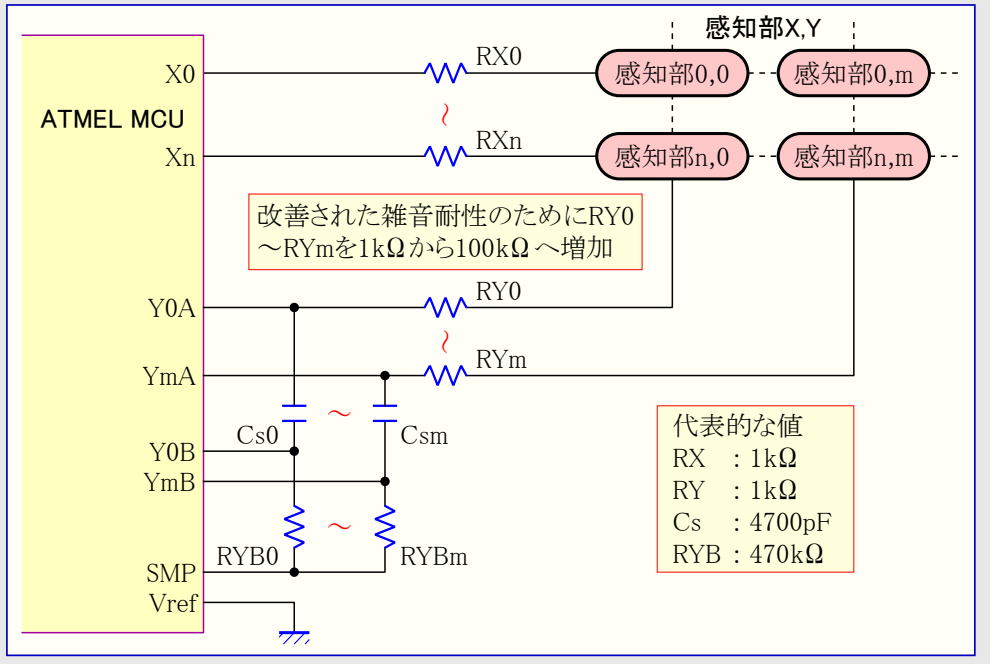 感知部X,Y
X0
RX0
感知部0,0
感知部0,m
ATMEL MCU
～
Xn
RXn
感知部n,0
感知部n,m
改善された雑音耐性のためにRY0
～RYmを1kΩから100kΩへ増加
Y0A
RY0
～
YmA
RYm
～
Cs0
Csm
Y0B
YmB
～
RYB0
RYBm
SMP
Vref
代表的な値
RX : 1kΩ
RY : 1kΩ
Cs : 4700pF
RYB : 470kΩ